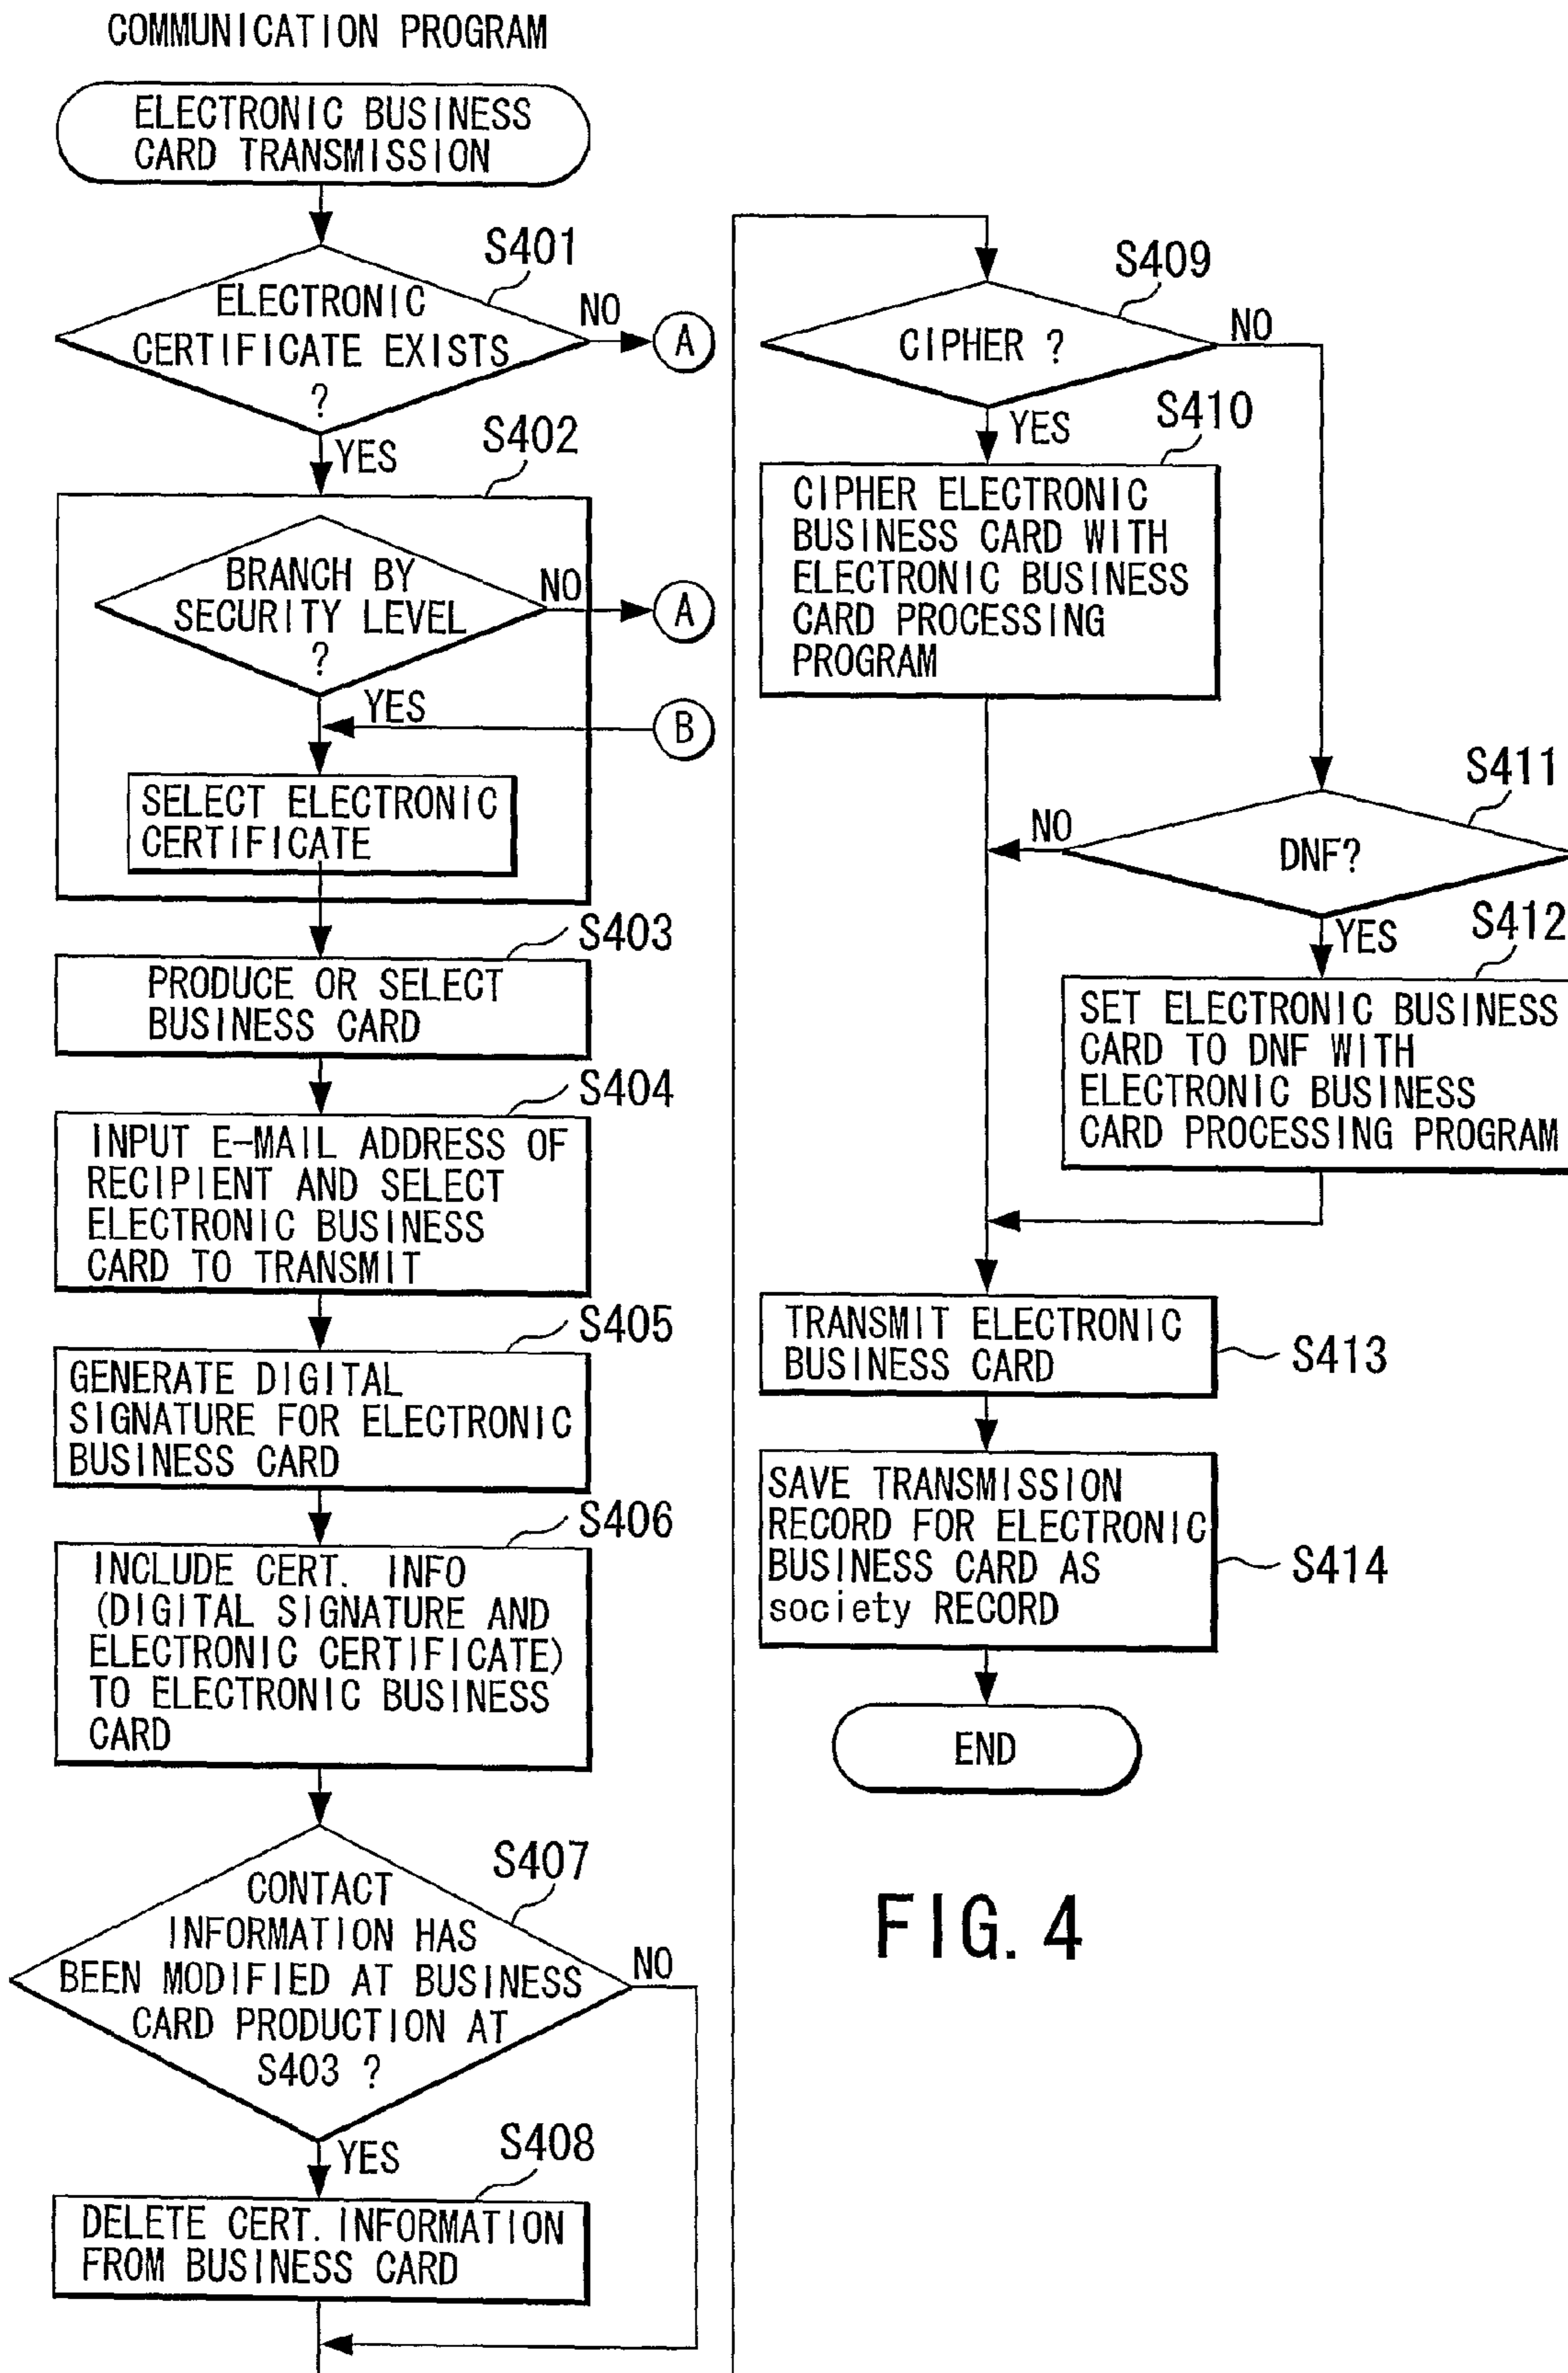 COMMUNICATION PROGRAM
ELECTRONIC BUSINESS
CARD TRANSMISSION
S401
ELECTRONIC
CERTIFICATE EXISTS
?
NO
A
YES
S402
BRANCH BY
SECURITY LEVEL
?
NO
A
YES
B
SELECT ELECTRONIC
CERTIFICATE
S403
PRODUCE OR SELECT
BUSINESS CARD
S404
INPUT E-MAIL ADDRESS OF
RECIPIENT AND SELECT
ELECTRONIC BUSINESS
CARD TO TRANSMIT
S405
GENERATE DIGITAL
SIGNATURE FOR ELECTRONIC
BUSINESS CARD
S406
INCLUDE CERT. INFO
(DIGITAL SIGNATURE AND
ELECTRONIC CERTIFICATE)
TO ELECTRONIC BUSINESS
CARD
S407
CONTACT
INFORMATION HAS
BEEN MODIFIED AT BUSINESS
CARD PRODUCTION AT
S403 ?
NO
YES
S408
DELETE CERT. INFORMATION
FROM BUSINESS CARD
S409
CIPHER ?
NO
YES
S410
CIPHER ELECTRONIC
BUSINESS CARD WITH
ELECTRONIC BUSINESS
CARD PROCESSING
PROGRAM
S411
DNF?
NO
YES
S412
SET ELECTRONIC BUSINESS
CARD TO DNF WITH
ELECTRONIC BUSINESS
CARD PROCESSING PROGRAM
TRANSMIT ELECTRONIC
BUSINESS CARD
S413
SAVE TRANSMISSION
RECORD FOR ELECTRONIC
BUSINESS CARD AS
society RECORD
S414
END
FIG. 4